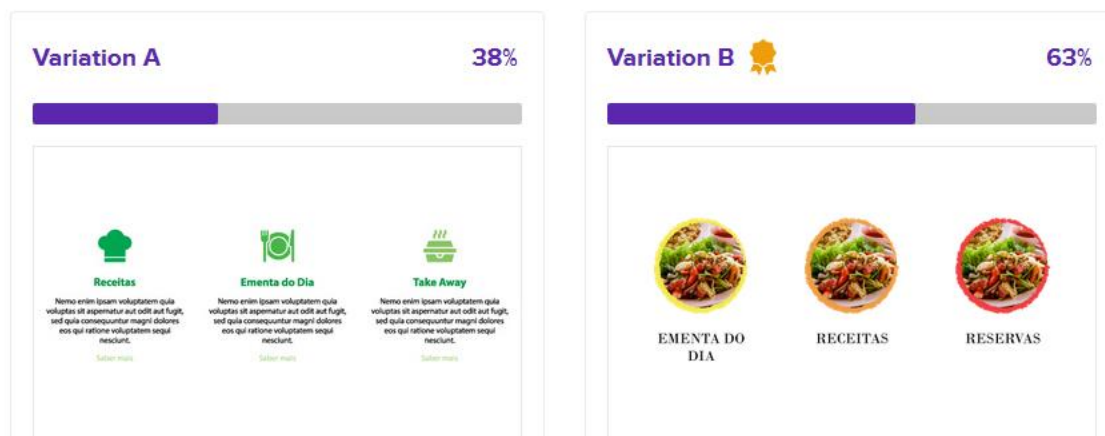 Variation A 38%
Receitas
Nemo enim ipsam voluptatem quia
voluptas sit aspernatur aut odit aut fugit,
sed quia consequuntur magni dolores
eos qui ratione voluptatem sequi
nesciunt.
Saber mais
Ementa do Dia
Nemo enim ipsam voluptatem quia
voluptas sit aspernatur aut odit aut fugit,
sed quia consequuntur magni dolores
eos qui ratione voluptatem sequi
nesciunt.
Saber mais
Take Away
Nemo enim ipsam voluptatem quia
voluptas sit aspernatur aut odit aut fugit,
sed quia consequuntur magni dolores
eos qui ratione voluptatem sequi
nesciunt.
Saber mais
Variation B 63%
EMENTA DO
DIA
RECEITAS
RESERVAS